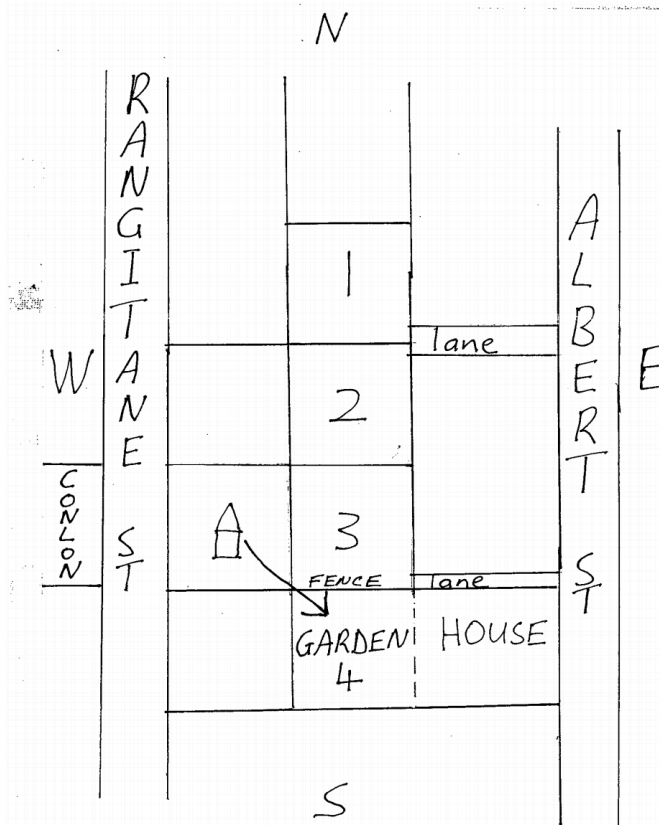 N
RANGITANE ST
ALBERT ST
1
lane
W
E
2
CONLON
3
FENCE
lane
GARDEN
4
HOUSE
S